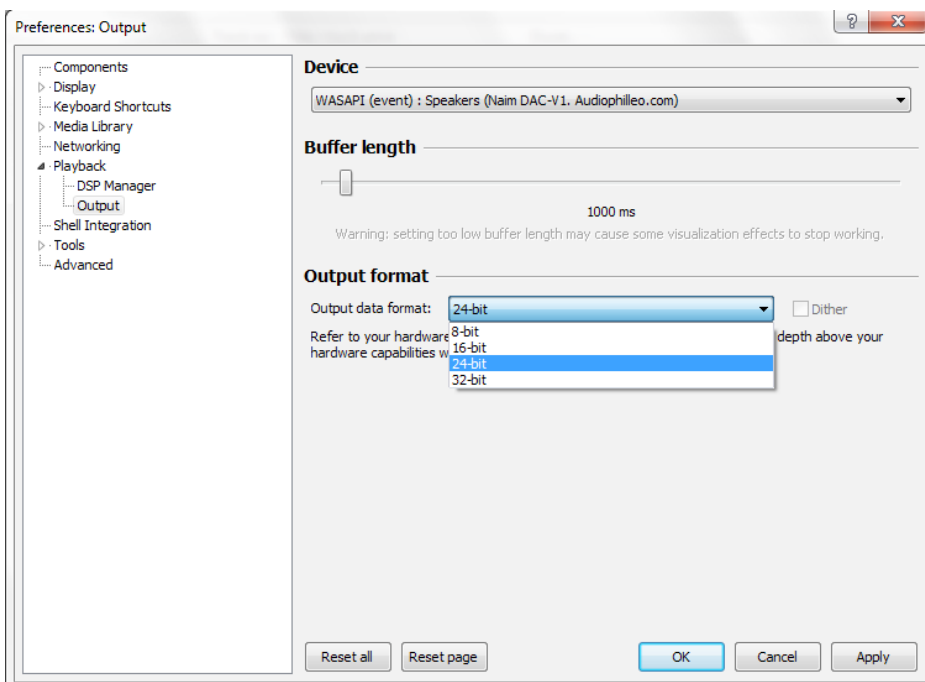 Preferences: Output
Components
Display
Keyboard Shortcuts
Media Library
Networking
Playback
DSP Manager
Output
Shell Integration
Tools
Advanced
Device
WASAPI (event) : Speakers (Naim DAC-V1. Audiophilleo.com)
Buffer length
1000 ms
Warning: setting too low buffer length may cause some visualization effects to stop working.
Output format
Output data format: 24-bit Dither
8-bit
16-bit
24-bit
32-bit
Refer to your hardware depth above your
hardware capabilities w
Reset all Reset page OK Cancel Apply